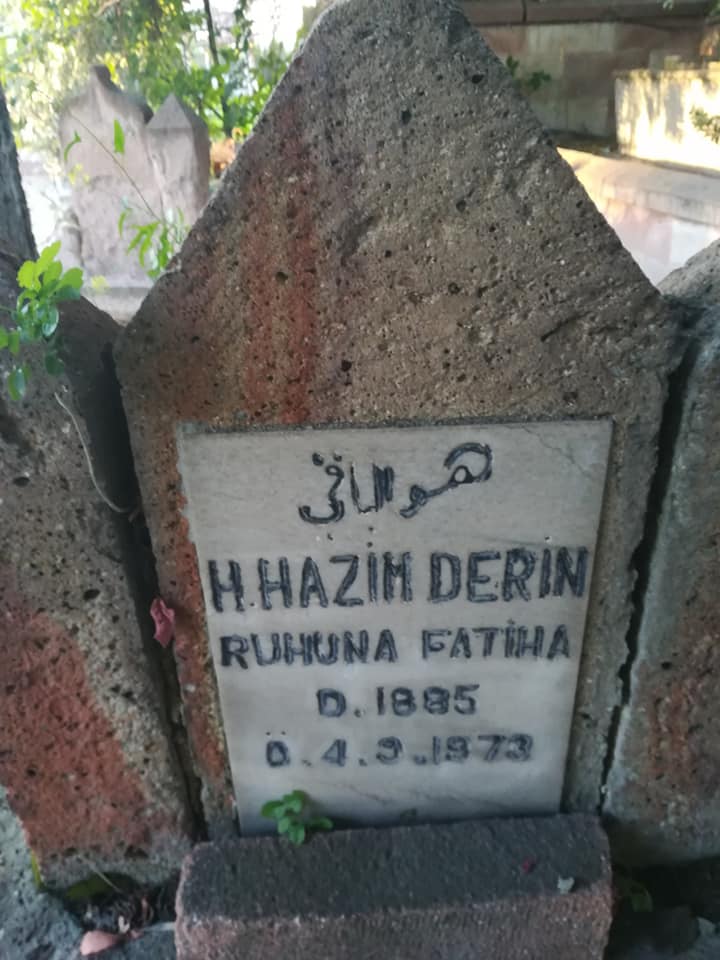 هو الباقی
H.HAZİM DERİN
RUHUNA FATİHA
D.1885
Ö.4.9.1973